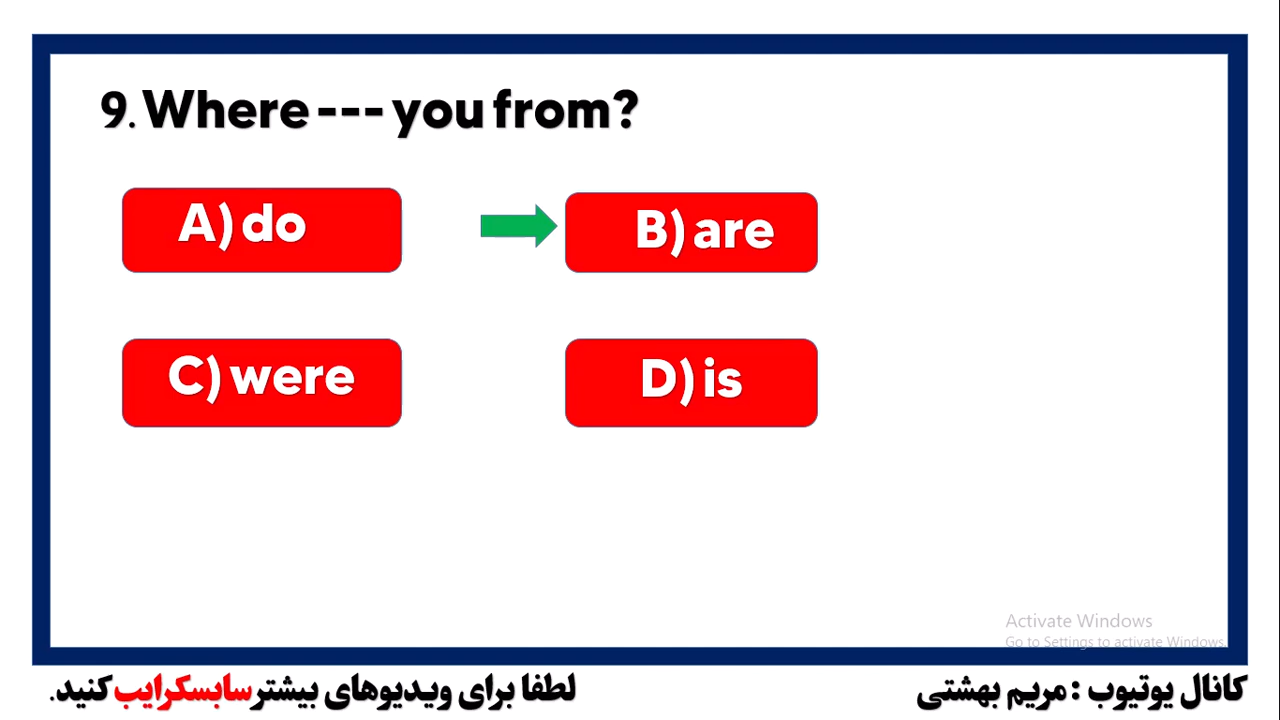 9. Where --- you from?
A) do
B) are
C) were
D) is
Activate Windows
Go to Settings to activate Windows.
کانال یوتیوب : مریم بهشتی
لطفا برای ویدیوهای بیشتر سابسکرایب کنید.